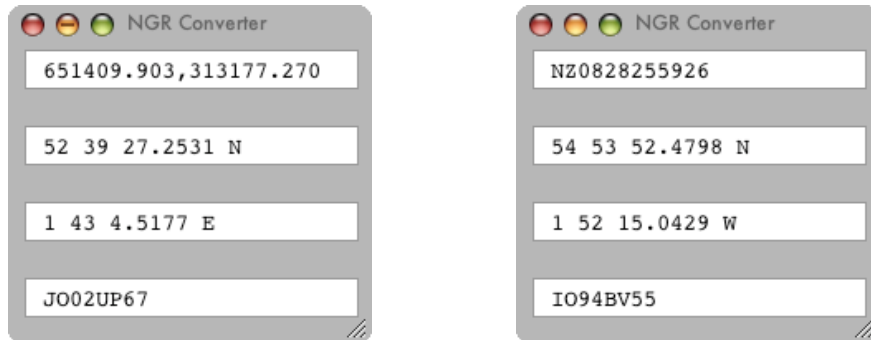 NGR Converter
651409.903,313177.270
52 39 27.2531 N
1 43 4.5177 E
JO02UP67
NGR Converter
NZ0828255926
54 53 52.4798 N
1 52 15.0429 W
IO94BV55